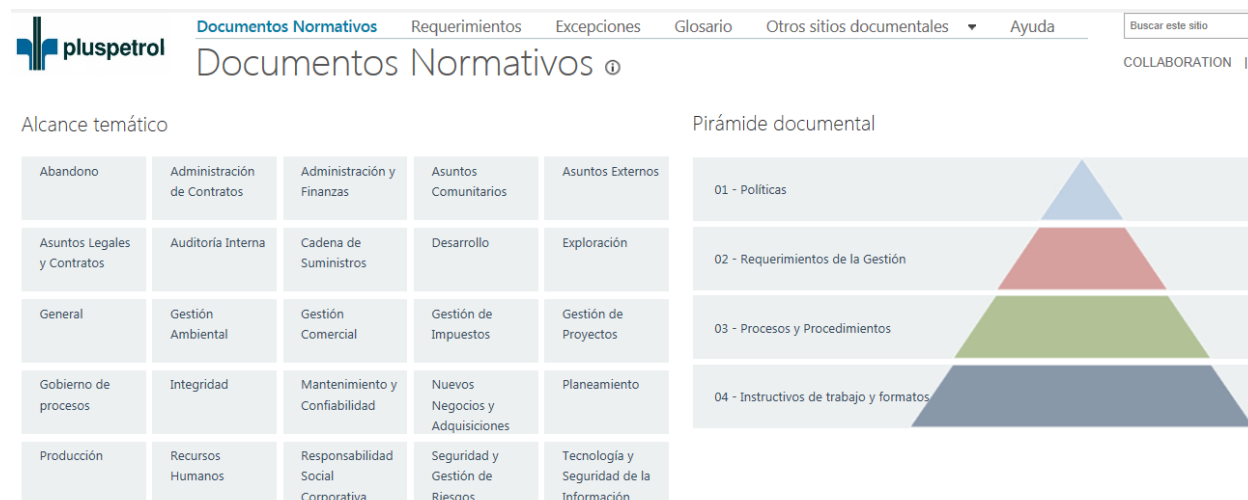 pluspetrol
Documentos Normativos
Requerimientos
Excepciones
Glosario
Otros sitios documentales
Ayuda
Buscar este sitio
Documentos Normativos
COLLABORATION |
Alcance temático
Abandono
Administración
de Contratos
Administración y
Finanzas
Asuntos
Comunitarios
Asuntos Externos
Asuntos Legales
y Contratos
Auditoría Interna
Cadena de
Suministros
Desarrollo
Exploración
General
Gestión
Ambiental
Gestión
Comercial
Gestión de
Impuestos
Gestión de
Proyectos
Gobierno de
procesos
Integridad
Mantenimiento y
Confiabilidad
Nuevos
Negocios y
Adquisiciones
Planeamiento
Producción
Recursos
Humanos
Responsabilidad
Social
Corporativa
Seguridad y
Gestión de
Riesgos
Tecnología y
Seguridad de la
Información
Pirámide documental
01 - Políticas
02 - Requerimientos de la Gestión
03 - Procesos y Procedimientos
04 - Instructivos de trabajo y formatos